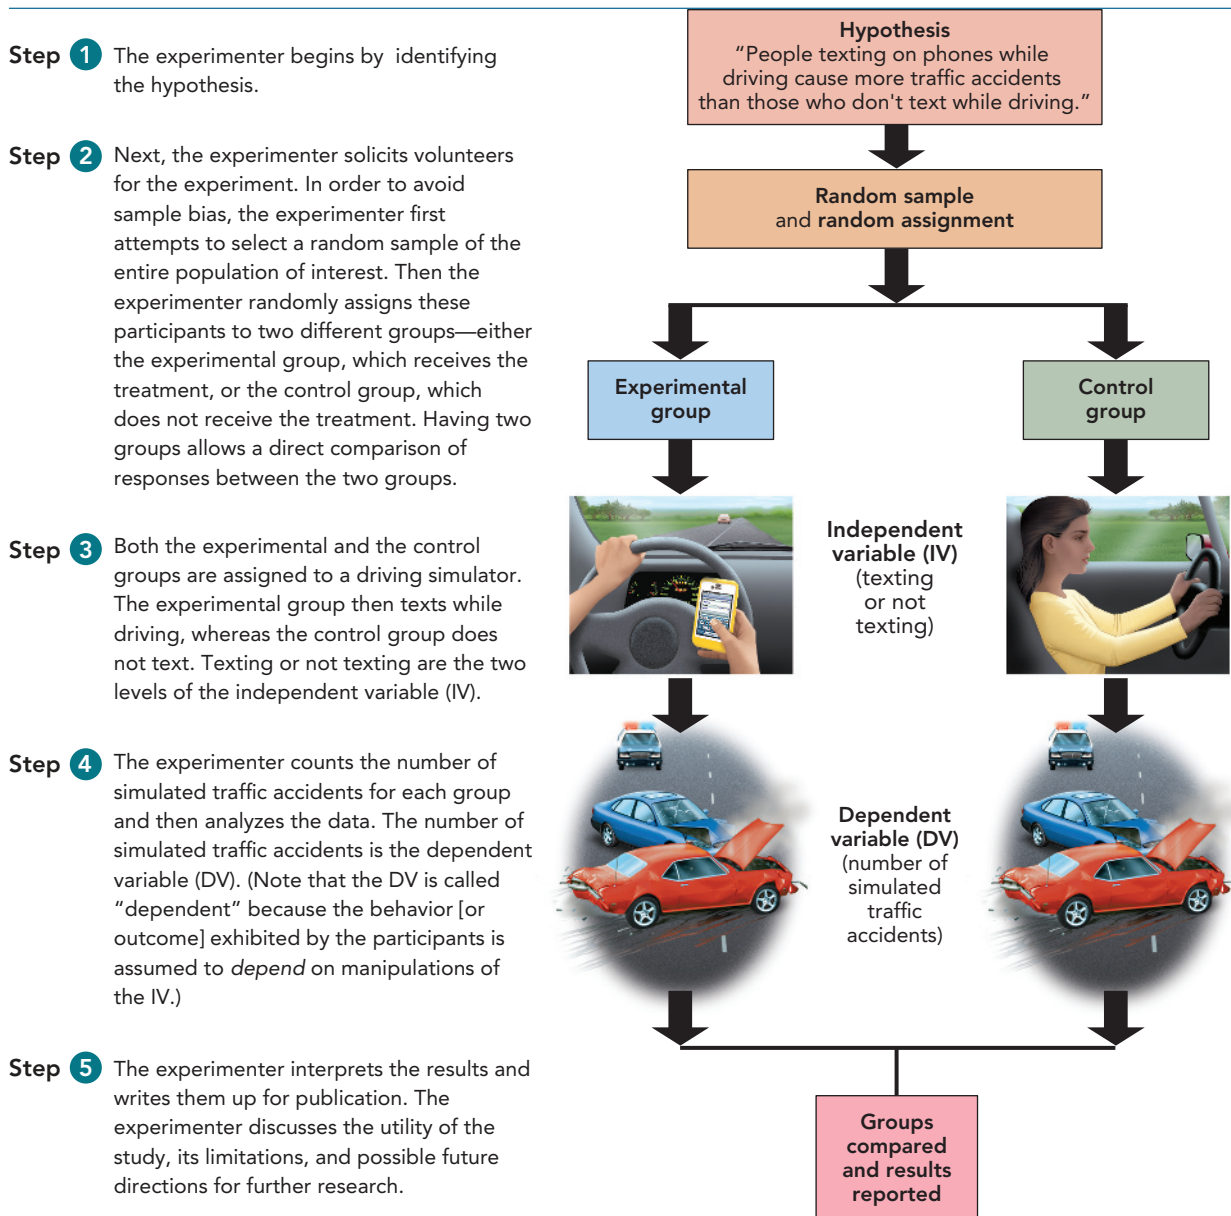 Step 1 The experimenter begins by identifying
the hypothesis.
Step 2 Next, the experimenter solicits volunteers
for the experiment. In order to avoid
sample bias, the experimenter first
attempts to select a random sample of the
entire population of interest. Then the
experimenter randomly assigns these
participants to two different groups—either
the experimental group, which receives the
treatment, or the control group, which
does not receive the treatment. Having two
groups allows a direct comparison of
responses between the two groups.
Step 3 Both the experimental and the control
groups are assigned to a driving simulator.
The experimental group then texts while
driving, whereas the control group does
not text. Texting or not texting are the two
levels of the independent variable (IV).
Step 4 The experimenter counts the number of
simulated traffic accidents for each group
and then analyzes the data. The number of
simulated traffic accidents is the dependent
variable (DV). (Note that the DV is called
“dependent” because the behavior [or
outcome] exhibited by the participants is
assumed to depend on manipulations of
the IV.)
Step 5 The experimenter interprets the results and
writes them up for publication. The
experimenter discusses the utility of the
study, its limitations, and possible future
directions for further research.
Hypothesis
“People texting on phones while
driving cause more traffic accidents
than those who don't text while driving.”
Random sample
and random assignment
Experimental
group
Control
group
Independent
variable (IV)
(texting
or not
texting)
Dependent
variable (DV)
(number of
simulated
traffic
accidents)
Groups
compared
and results
reported